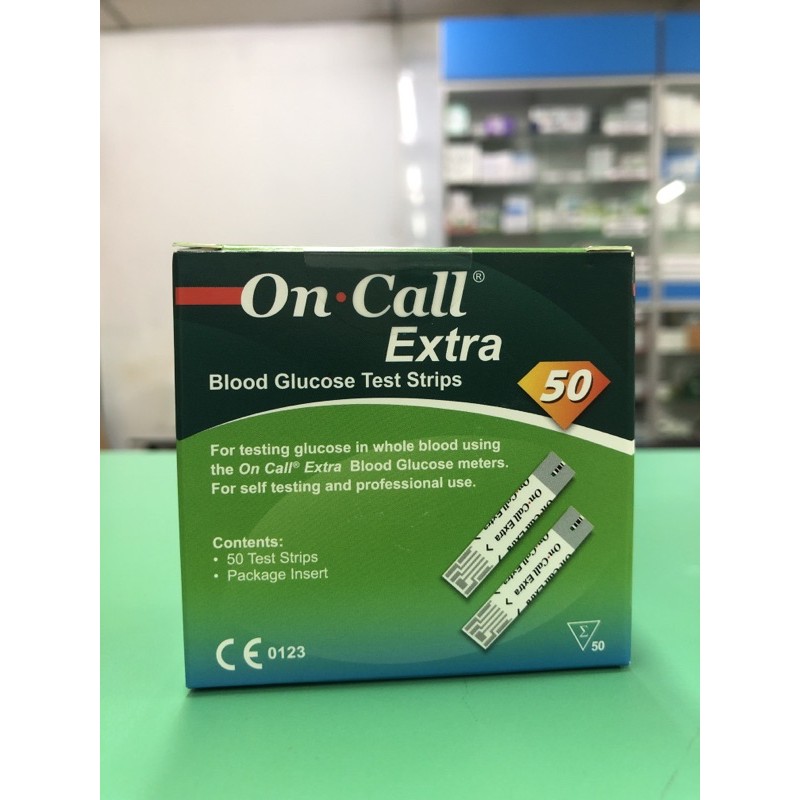 On·Call®
Extra
Blood Glucose Test Strips
50
For testing glucose in whole blood using
the On Call® Extra Blood Glucose meters.
For self testing and professional use.
On·Call Extra
On·Call Extra
Contents:
• 50 Test Strips
• Package Insert
CE 0123
Σ 50